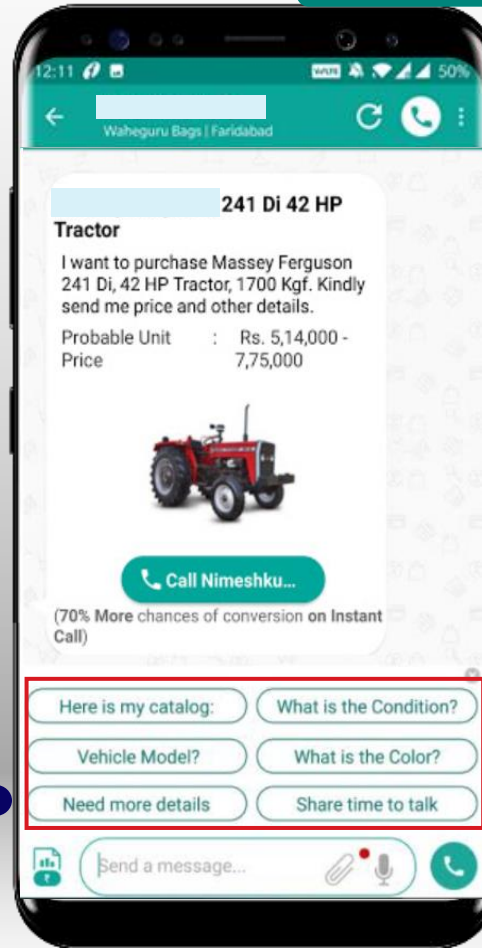 12:11
VoWiFi 50%
Waheguru Bags | Faridabad
241 Di 42 HP
Tractor
I want to purchase Massey Ferguson
241 Di, 42 HP Tractor, 1700 Kgf. Kindly
send me price and other details.
Probable Unit : Rs. 5,14,000 -
Price 7,75,000
Call Nimeshku...
(70% More chances of conversion on Instant
Call)
Here is my catalog: What is the Condition?
Vehicle Model? What is the Color?
Need more details Share time to talk
Send a message...
₹